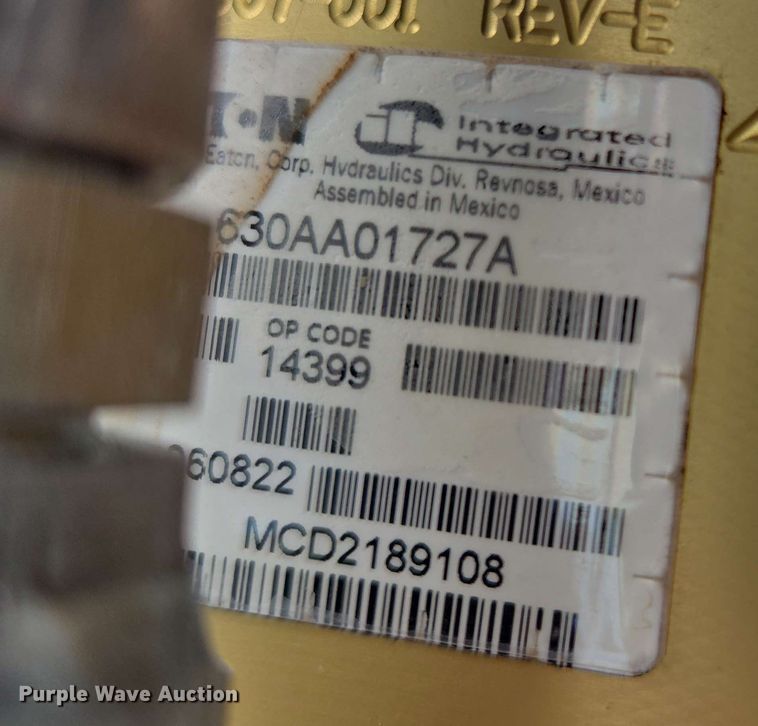 -001 REV-E
Integrated
Hydraulics
Eaton, Corp. Hydraulics Div. Reynosa, Mexico
Assembled in Mexico
630AA01727A
OP CODE
14399
060822
MCD2189108
Purple Wave Auction